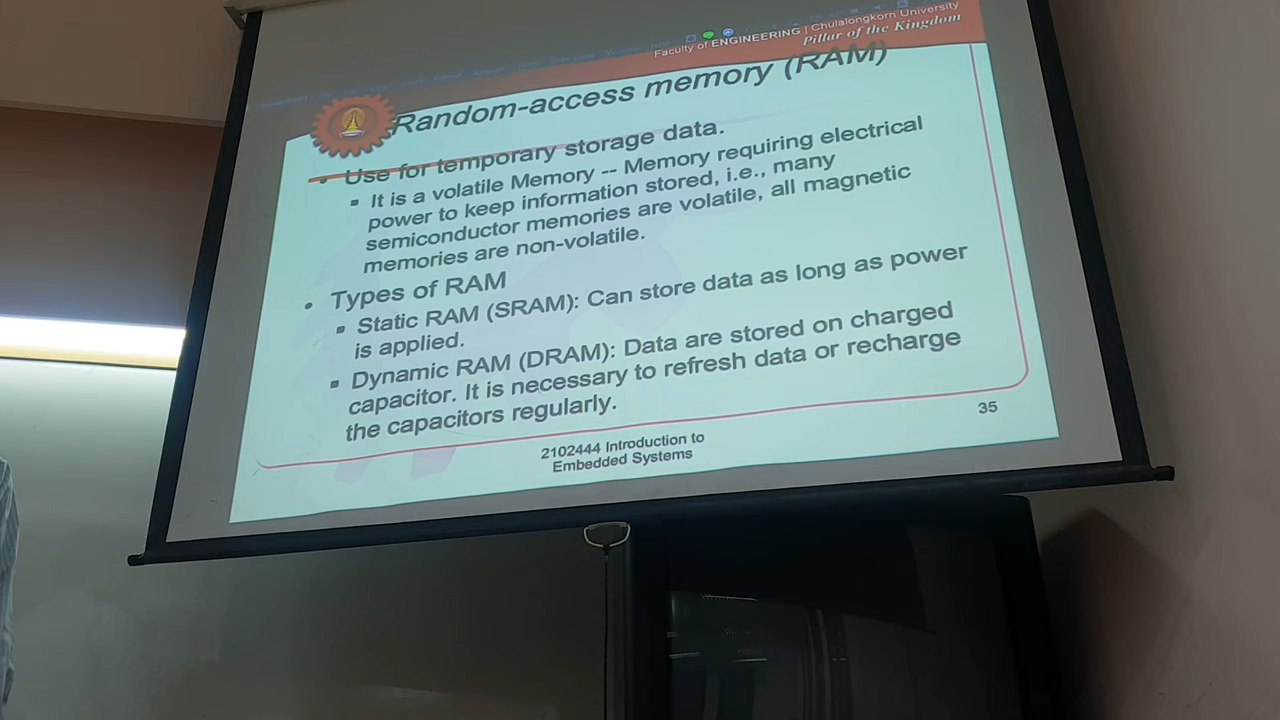 Faculty of ENGINEERING | Chulalongkorn University
Pillar of the Kingdom
Random-access memory (RAM)
• Use for temporary storage data.
▪ It is a volatile Memory -- Memory requiring electrical
power to keep information stored, i.e., many
semiconductor memories are volatile, all magnetic
memories are non-volatile.
• Types of RAM
▪ Static RAM (SRAM): Can store data as long as power
is applied.
▪ Dynamic RAM (DRAM): Data are stored on charged
capacitor. It is necessary to refresh data or recharge
the capacitors regularly.
2102444 Introduction to
Embedded Systems
35